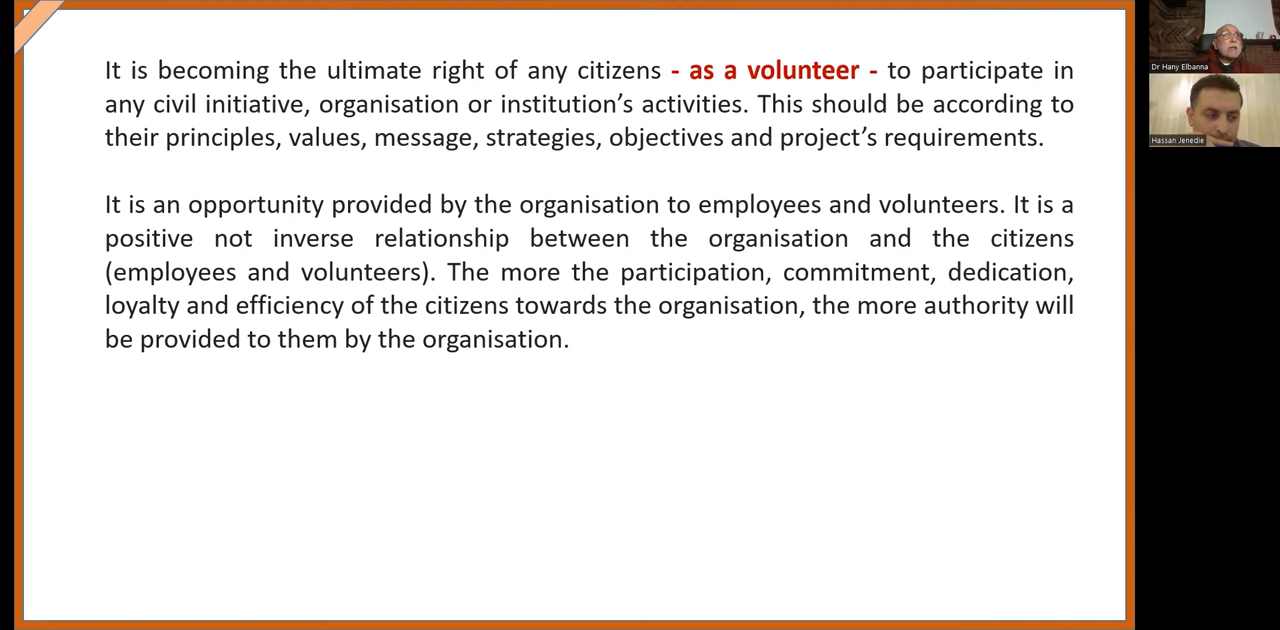 It is becoming the ultimate right of any citizens - as a volunteer - to participate in
any civil initiative, organisation or institution’s activities. This should be according to
their principles, values, message, strategies, objectives and project’s requirements.
It is an opportunity provided by the organisation to employees and volunteers. It is a
positive not inverse relationship between the organisation and the citizens
(employees and volunteers). The more the participation, commitment, dedication,
loyalty and efficiency of the citizens towards the organisation, the more authority will
be provided to them by the organisation.
Dr Hany Elbanna
Hassan Jenedie